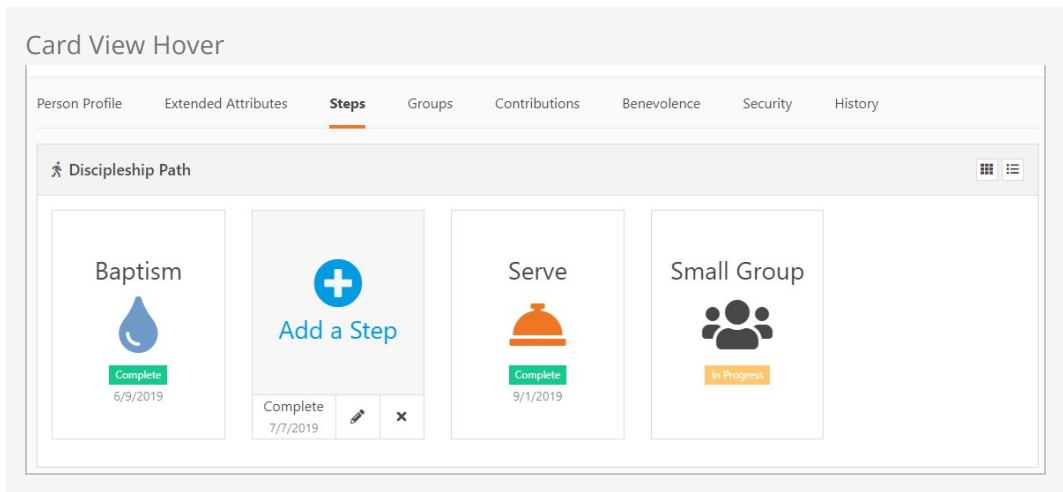 Card View Hover
Person Profile Extended Attributes Steps Groups Contributions Benevolence Security History
Discipleship Path
Baptism
Complete
6/9/2019
Add a Step
Complete
7/7/2019
Serve
Complete
9/1/2019
Small Group
In Progress